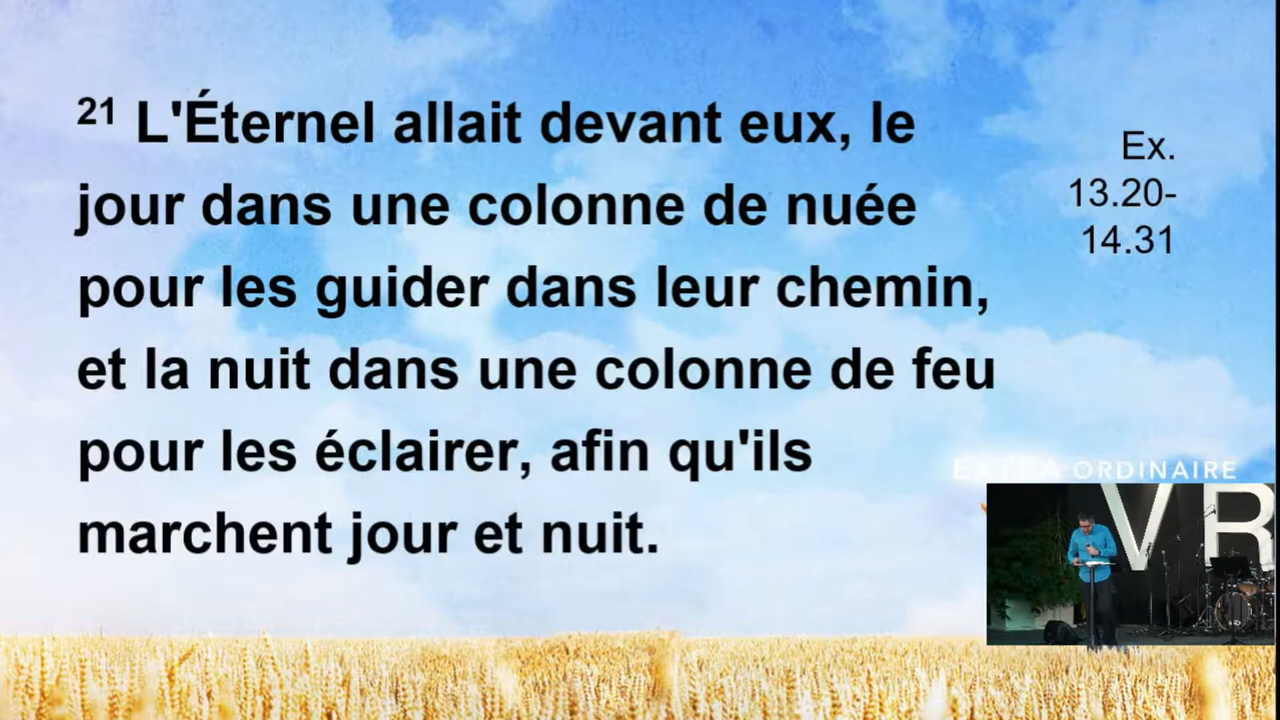 21 L'Éternel allait devant eux, le
jour dans une colonne de nuée
pour les guider dans leur chemin,
et la nuit dans une colonne de feu
pour les éclairer, afin qu'ils
marchent jour et nuit.
Ex.
13.20-
14.31
EXTRA ORDINAIRE
V R